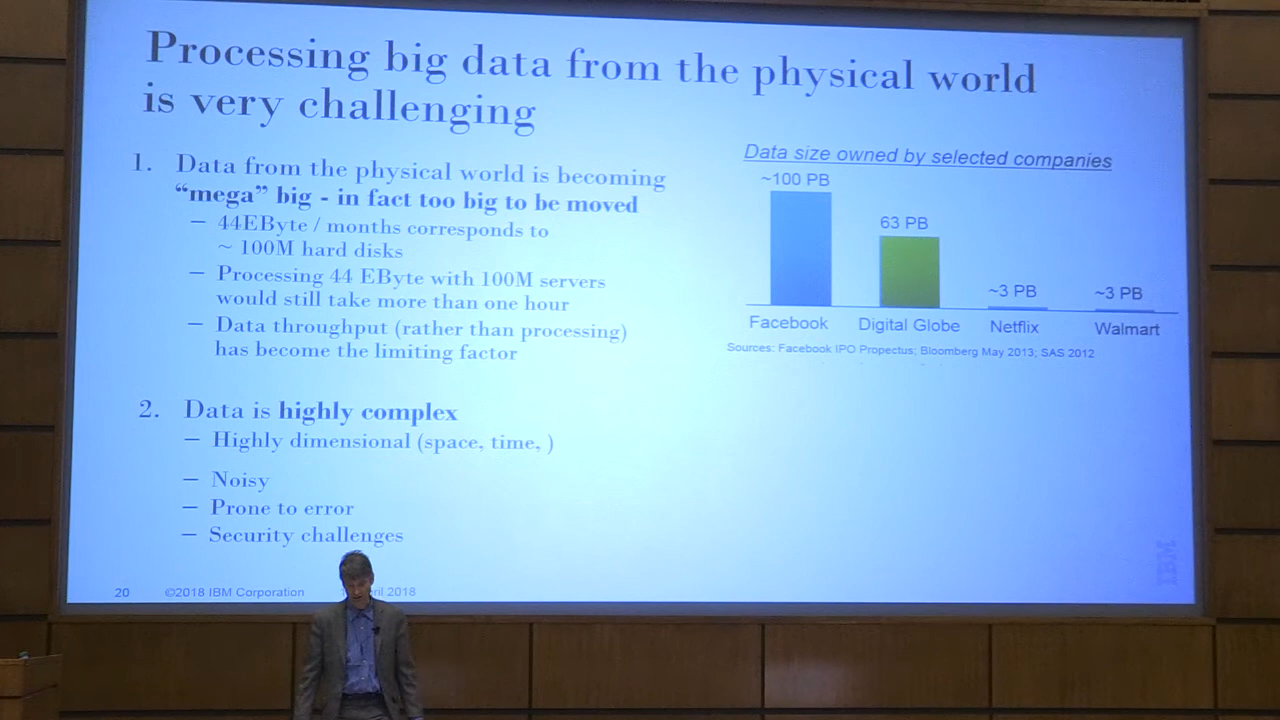 Processing big data from the physical world
is very challenging
1. Data from the physical world is becoming
“mega” big - in fact too big to be moved
– 44EByte / months corresponds to
~ 100M hard disks
– Processing 44 EByte with 100M servers
would still take more than one hour
– Data throughput (rather than processing)
has become the limiting factor
2. Data is highly complex
– Highly dimensional (space, time, )
– Noisy
– Prone to error
– Security challenges
Data size owned by selected companies
~100 PB
63 PB
~3 PB
~3 PB
Facebook
Digital Globe
Netflix
Walmart
Sources: Facebook IPO Propectus; Bloomberg May 2013; SAS 2012
20
©2018 IBM Corporation
2018
IBM